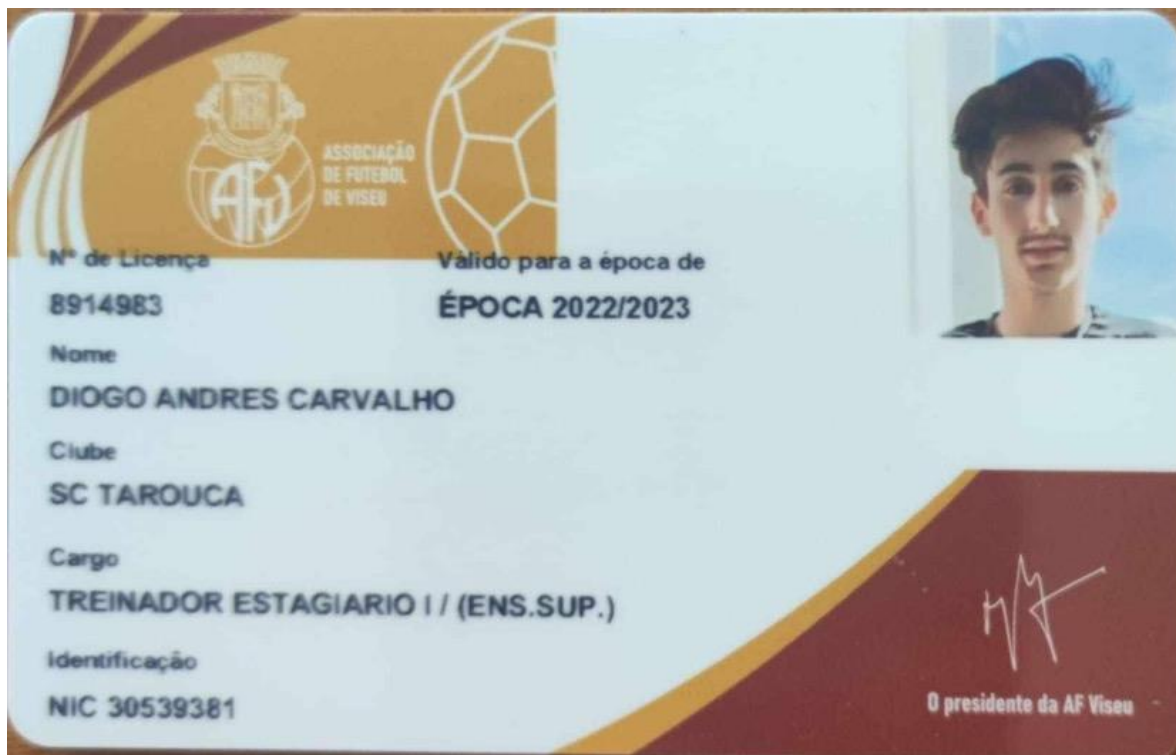 ASSOCIAÇÃO
DE FUTEBOL
DE VISEU
AFV
Nº de Licença
8914983
Válido para a época de
ÉPOCA 2022/2023
Nome
DIOGO ANDRES CARVALHO
Clube
SC TAROUCA
Cargo
TREINADOR ESTAGIARIO I / (ENS.SUP.)
Identificação
NIC 30539381
O presidente da AF Viseu